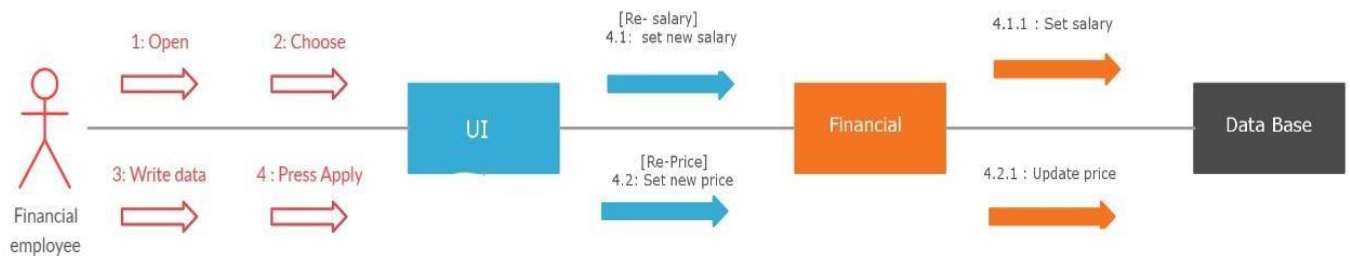 1: Open
2: Choose
[Re- salary]
4.1: set new salary
4.1.1 : Set salary
UI
Financial
Data Base
3: Write data
4 : Press Apply
[Re-Price]
4.2: Set new price
4.2.1 : Update price
Financial
employee